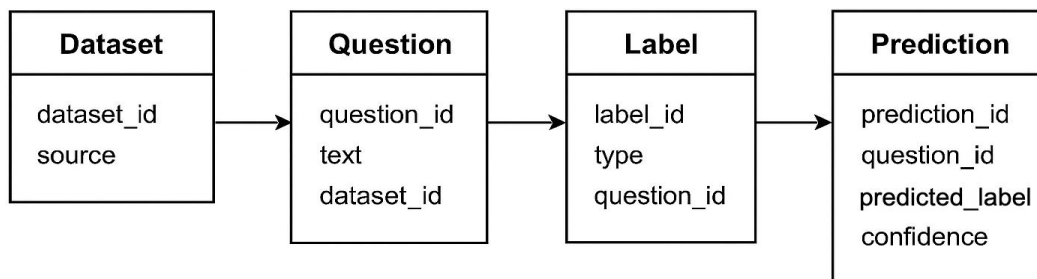 Dataset
dataset_id
source
Question
question_id
text
dataset_id
Label
label_id
type
question_id
Prediction
prediction_id
question_id
predicted_label
confidence